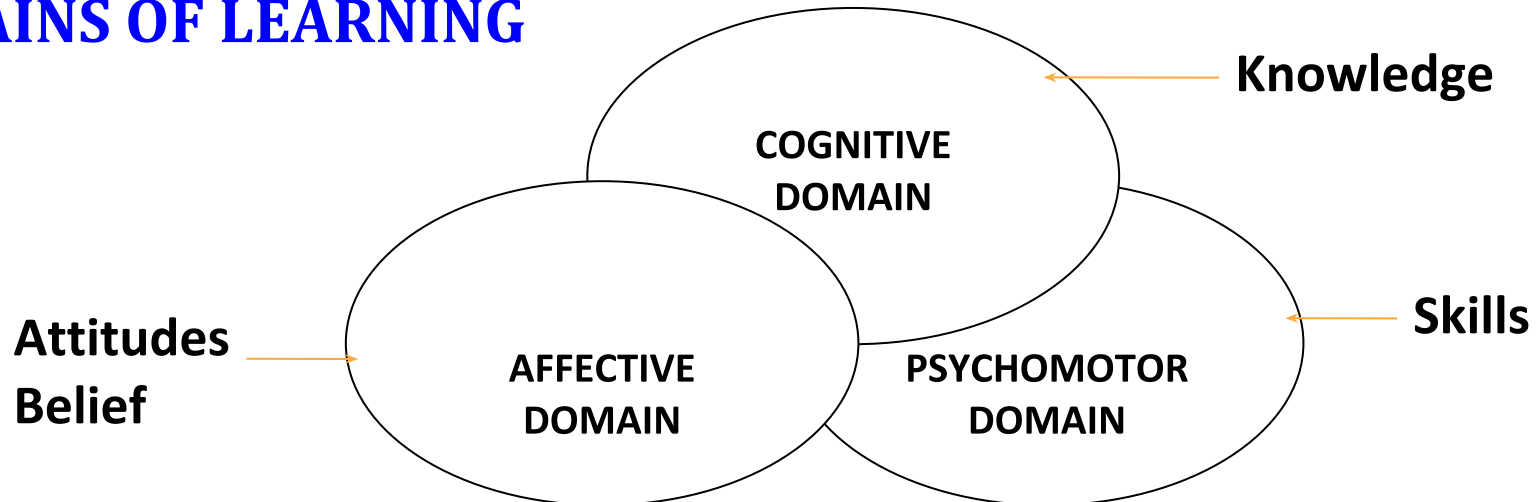 AINS OF LEARNING
Knowledge
COGNITIVE
DOMAIN
Skills
Attitudes
Belief
AFFECTIVE
DOMAIN
PSYCHOMOTOR
DOMAIN